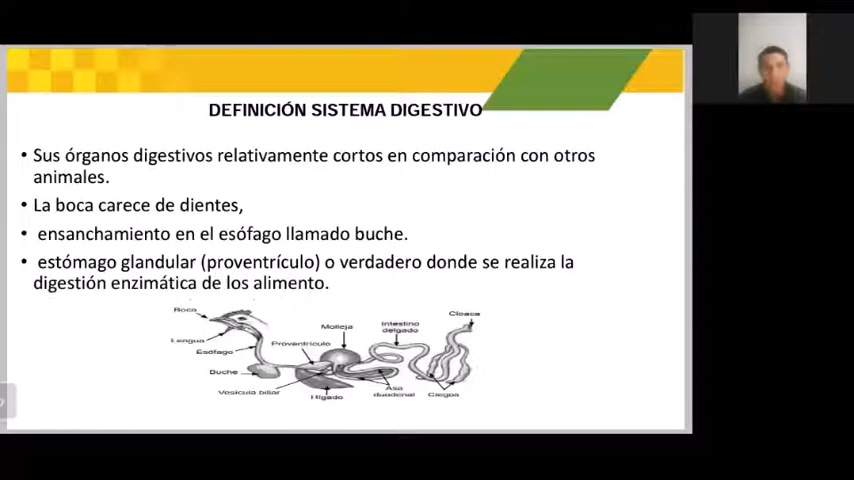 DEFINICIÓN SISTEMA DIGESTIVO
• Sus órganos digestivos relativamente cortos en comparación con otros
animales.
• La boca carece de dientes,
• ensanchamiento en el esófago llamado buche.
• estómago glandular (proventrículo) o verdadero donde se realiza la
digestión enzimática de los alimento.
Boca
Cloaca
Molleja
Intestino
delgado
Lengua
Proventrículo
Esófago
Buche
Vesícula biliar
Hígado
Asa
duodenal
Ciegos